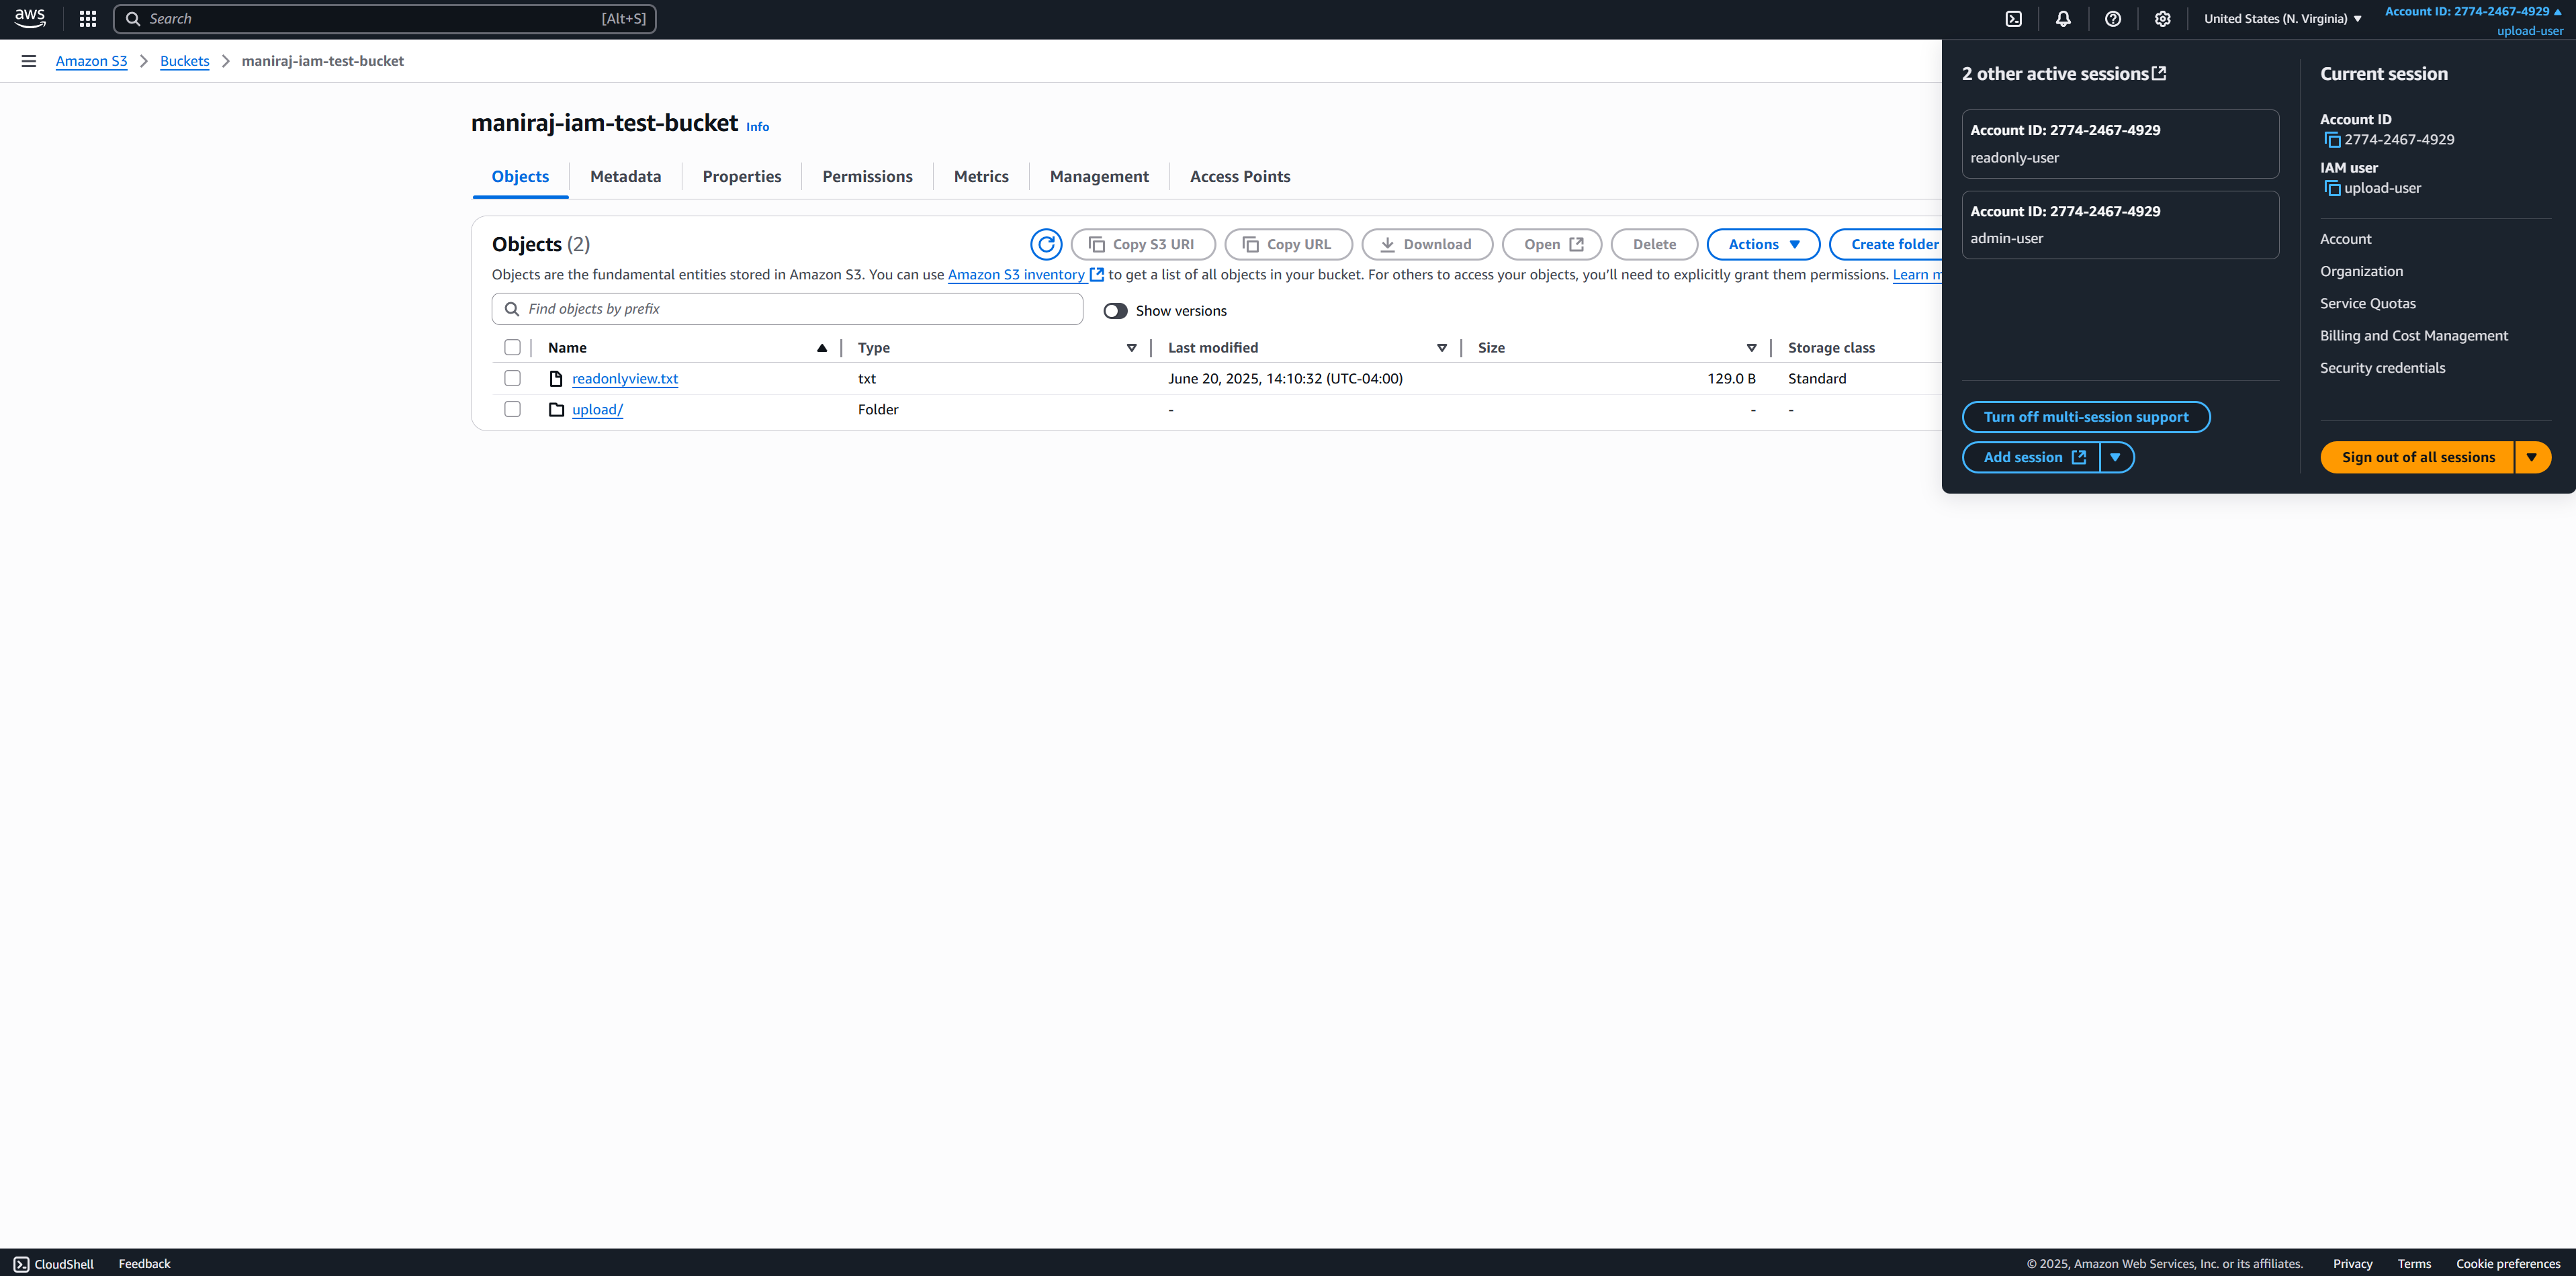 aws
Search [Alt+S]
United States (N. Virginia)
Account ID: 2774-2467-4929
upload-user
Amazon S3
Buckets
maniraj-iam-test-bucket
maniraj-iam-test-bucket Info
Objects
Metadata
Properties
Permissions
Metrics
Management
Access Points
Objects (2)
Copy S3 URI
Copy URL
Download
Open
Delete
Actions
Create folder
Objects are the fundamental entities stored in Amazon S3. You can use Amazon S3 inventory to get a list of all objects in your bucket. For others to access your objects, you'll need to explicitly grant them permissions. Learn m
Find objects by prefix
Show versions
Name Type Last modified Size Storage class
readonlyview.txt txt June 20, 2025, 14:10:32 (UTC-04:00) 129.0 B Standard
upload/ Folder - - -
2 other active sessions
Account ID: 2774-2467-4929
readonly-user
Account ID: 2774-2467-4929
admin-user
Turn off multi-session support
Add session
Current session
Account ID
2774-2467-4929
IAM user
upload-user
Account
Organization
Service Quotas
Billing and Cost Management
Security credentials
Sign out of all sessions
CloudShell
Feedback
© 2025, Amazon Web Services, Inc. or its affiliates.
Privacy
Terms
Cookie preferences